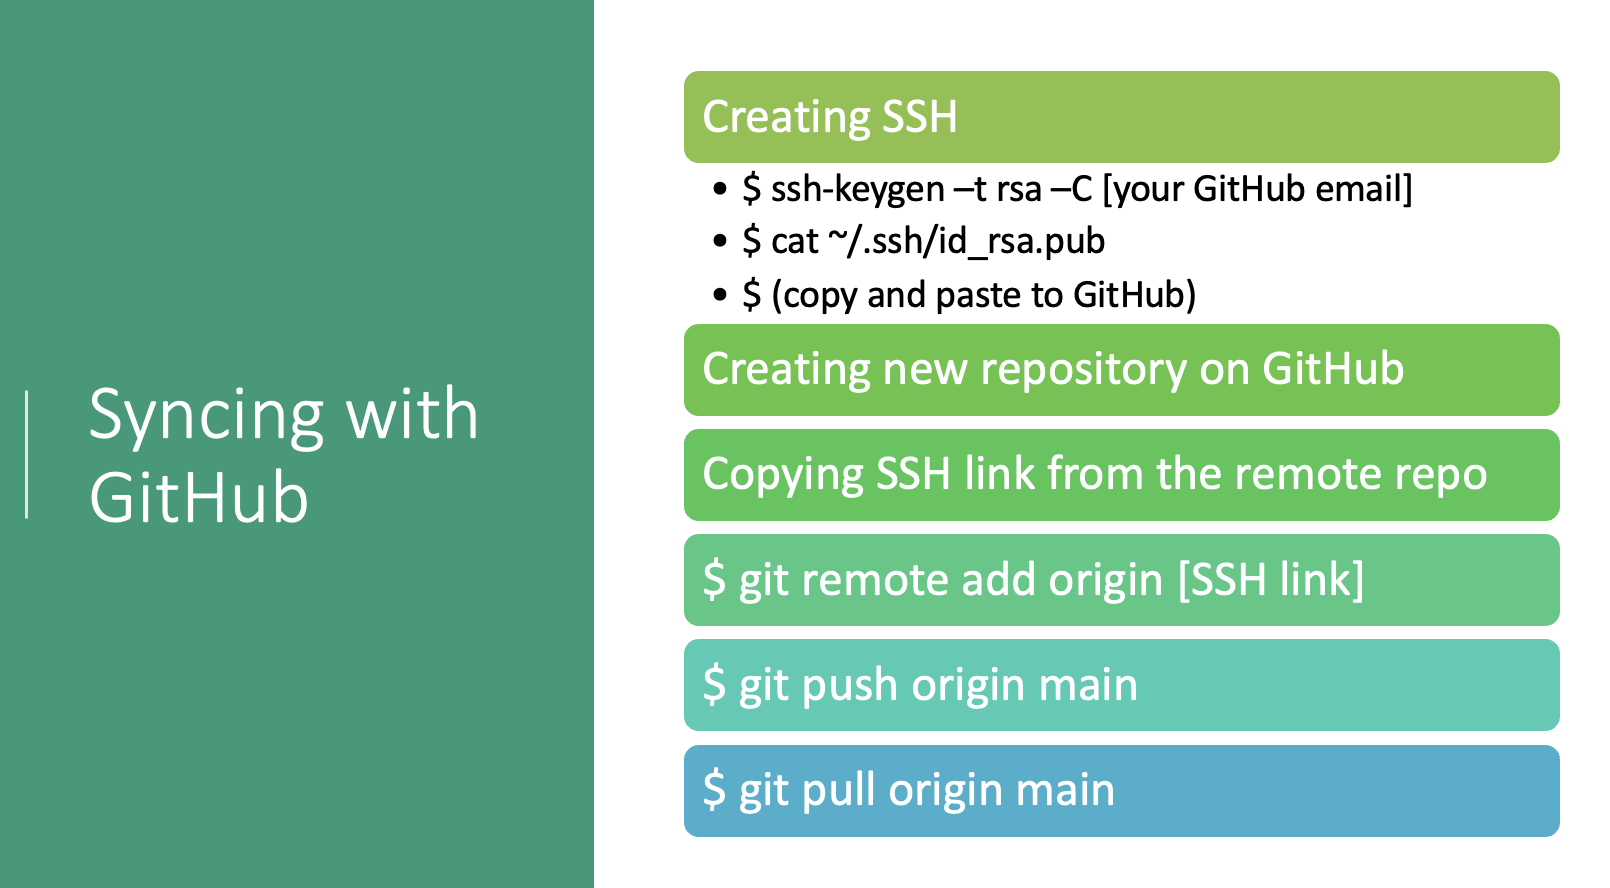 Syncing with
GitHub
Creating SSH
• $ ssh-keygen –t rsa –C [your GitHub email]
• $ cat ~/.ssh/id_rsa.pub
• $ (copy and paste to GitHub)
Creating new repository on GitHub
Copying SSH link from the remote repo
$ git remote add origin [SSH link]
$ git push origin main
$ git pull origin main